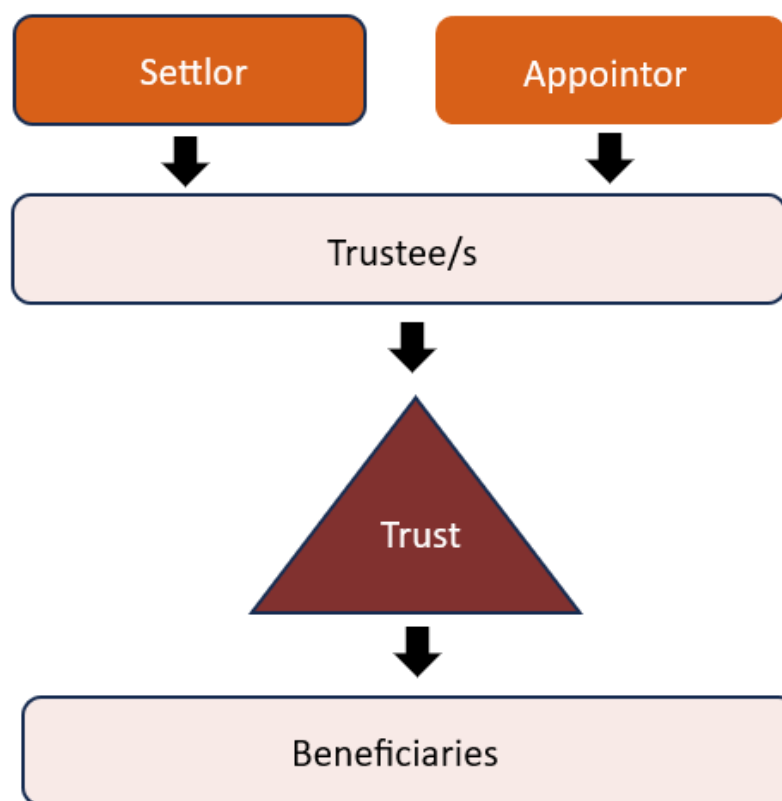 Settlor
Appointor
Trustee/s
Trust
Beneficiaries